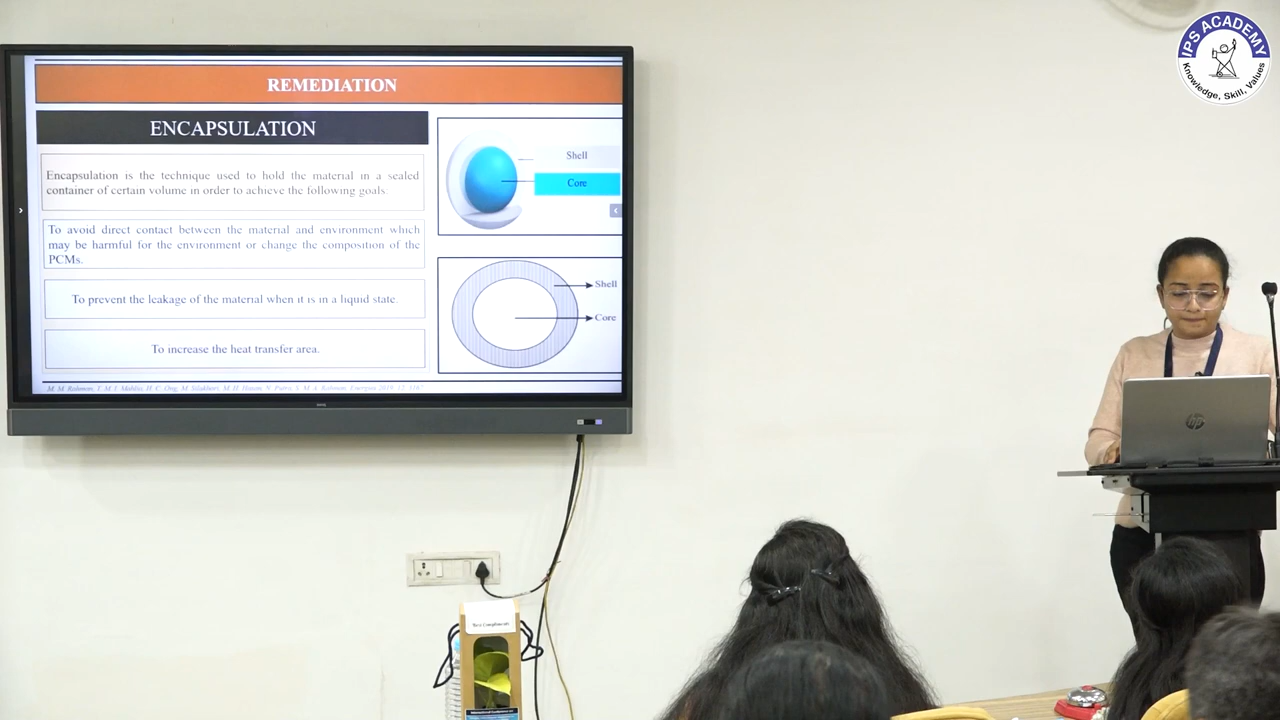 IPS ACADEMY
Knowledge, Skill, Values
REMEDIATION
ENCAPSULATION
Encapsulation is the technique used to hold the material in a sealed
container of certain volume in order to achieve the following goals:
To avoid direct contact between the material and environment which
may be harmful for the environment or change the composition of the
PCMs.
To prevent the leakage of the material when it is in a liquid state.
To increase the heat transfer area.
Shell
Core
Shell
Core
hp
Best Compliments